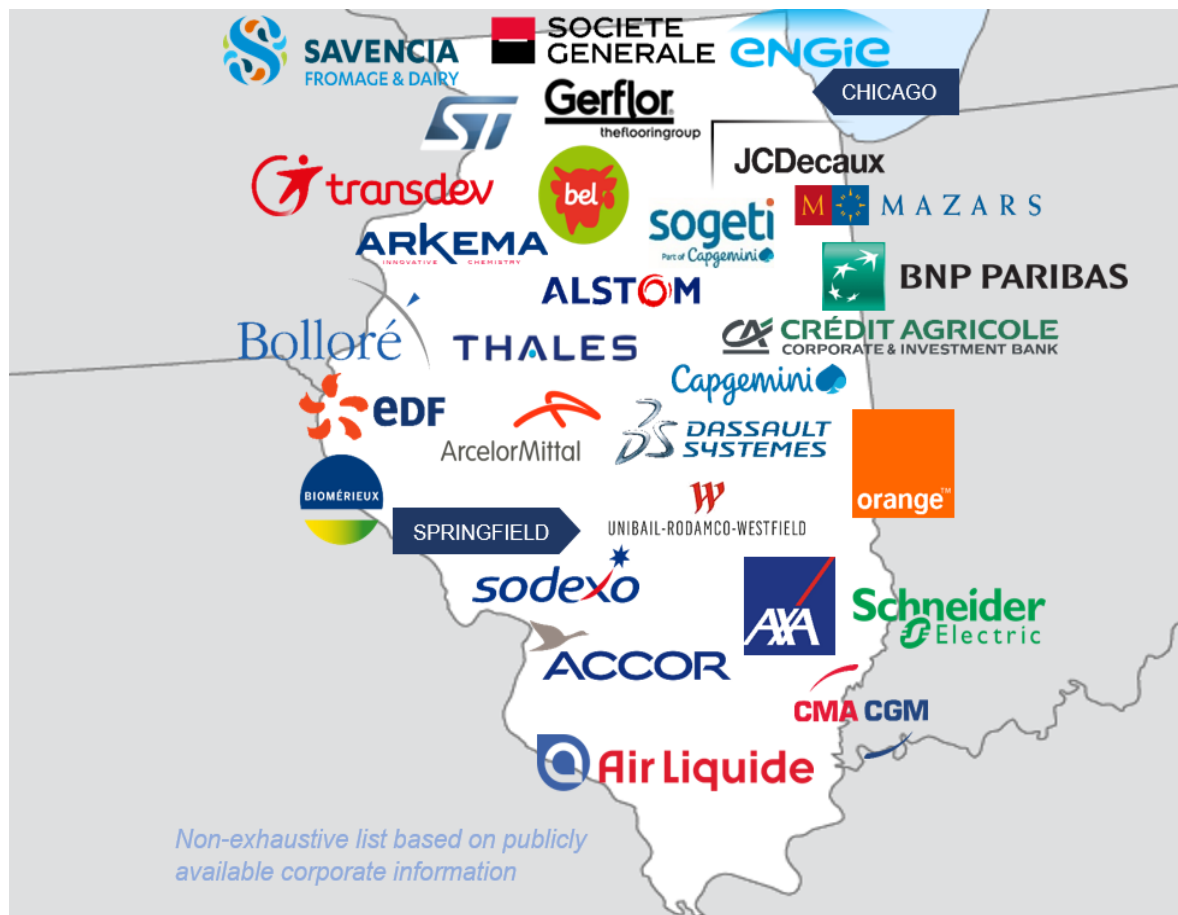 SAVENCIA
FROMAGE & DAIRY
SOCIETE
GENERALE
ENGIE
CHICAGO
ST
Gerflor®
theflooringroup
JCDecaux
transdev
bel
sogeti
Part of Capgemini
M MAZARS
ARKEMA
INNOVATIVE CHEMISTRY
ALSTOM
BNP PARIBAS
Bolloré
THALES
CA CRÉDIT AGRICOLE
CORPORATE & INVESTMENT BANK
Capgemini
eDF
ArcelorMittal
3DS DASSAULT
SYSTEMES
orange™
BIOMÉRIEUX
SPRINGFIELD
UNIBAIL-RODAMCO-WESTFIELD
sodexo
AXA
Schneider
Electric
ACCOR
CMA CGM
Air Liquide
Non-exhaustive list based on publicly
available corporate information